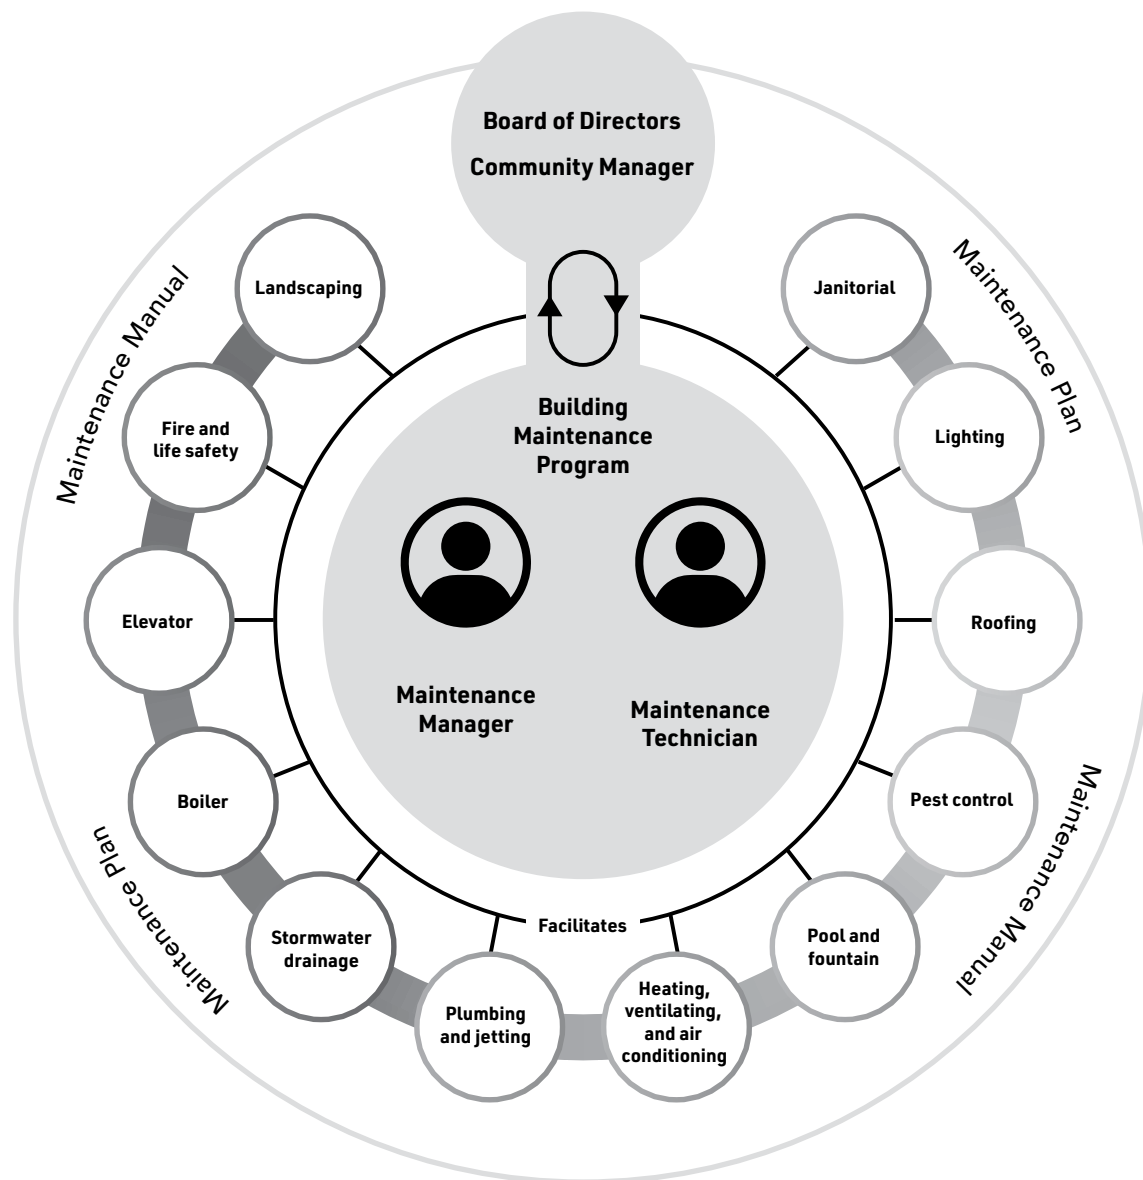 Board of Directors
Community Manager
Maintenance Manual
Maintenance Plan
Landscaping
Janitorial
Fire and
life safety
Lighting
Building
Maintenance
Program
Elevator
Roofing
Maintenance
Manager
Maintenance
Technician
Boiler
Pest control
Maintenance Plan
Maintenance Manual
Stormwater
drainage
Facilitates
Pool and
fountain
Plumbing
and jetting
Heating,
ventilating,
and air
conditioning